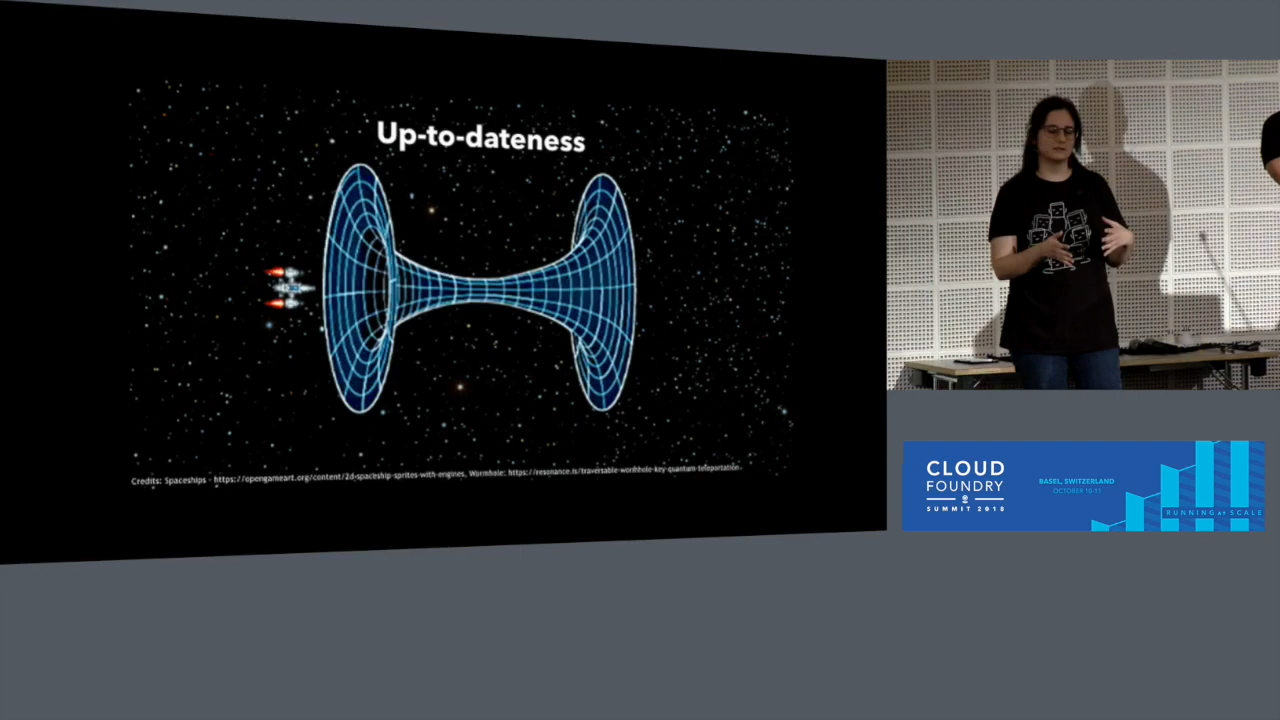 Up-to-dateness
Credits: Spaceships - https://opengameart.org/content/2d-spaceship-sprites-with-engines, Wormhole: https://resonance.is/traversable-wormhole-key-quantum-teleportation
CLOUD
FOUNDRY
SUMMIT 2018
BASEL, SWITZERLAND
OCTOBER 10-11
RUNNING AT SCALE